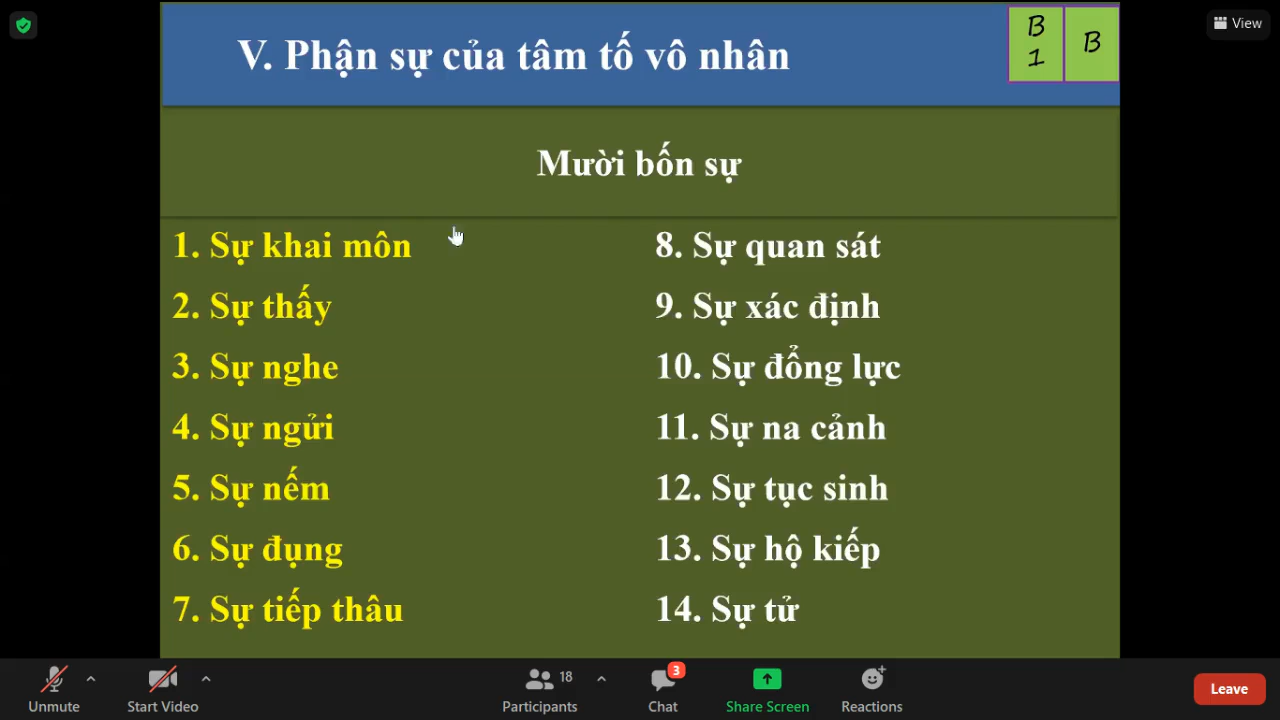 V. Phận sự của tâm tố vô nhân
B
1
B
View
Mười bốn sự
1. Sự khai môn
2. Sự thấy
3. Sự nghe
4. Sự ngửi
5. Sự nếm
6. Sự đụng
7. Sự tiếp thâu
8. Sự quan sát
9. Sự xác định
10. Sự đổng lực
11. Sự na cảnh
12. Sự tục sinh
13. Sự hộ kiếp
14. Sự tử
Unmute
Start Video
18
Participants
3
Chat
Share Screen
Reactions
Leave